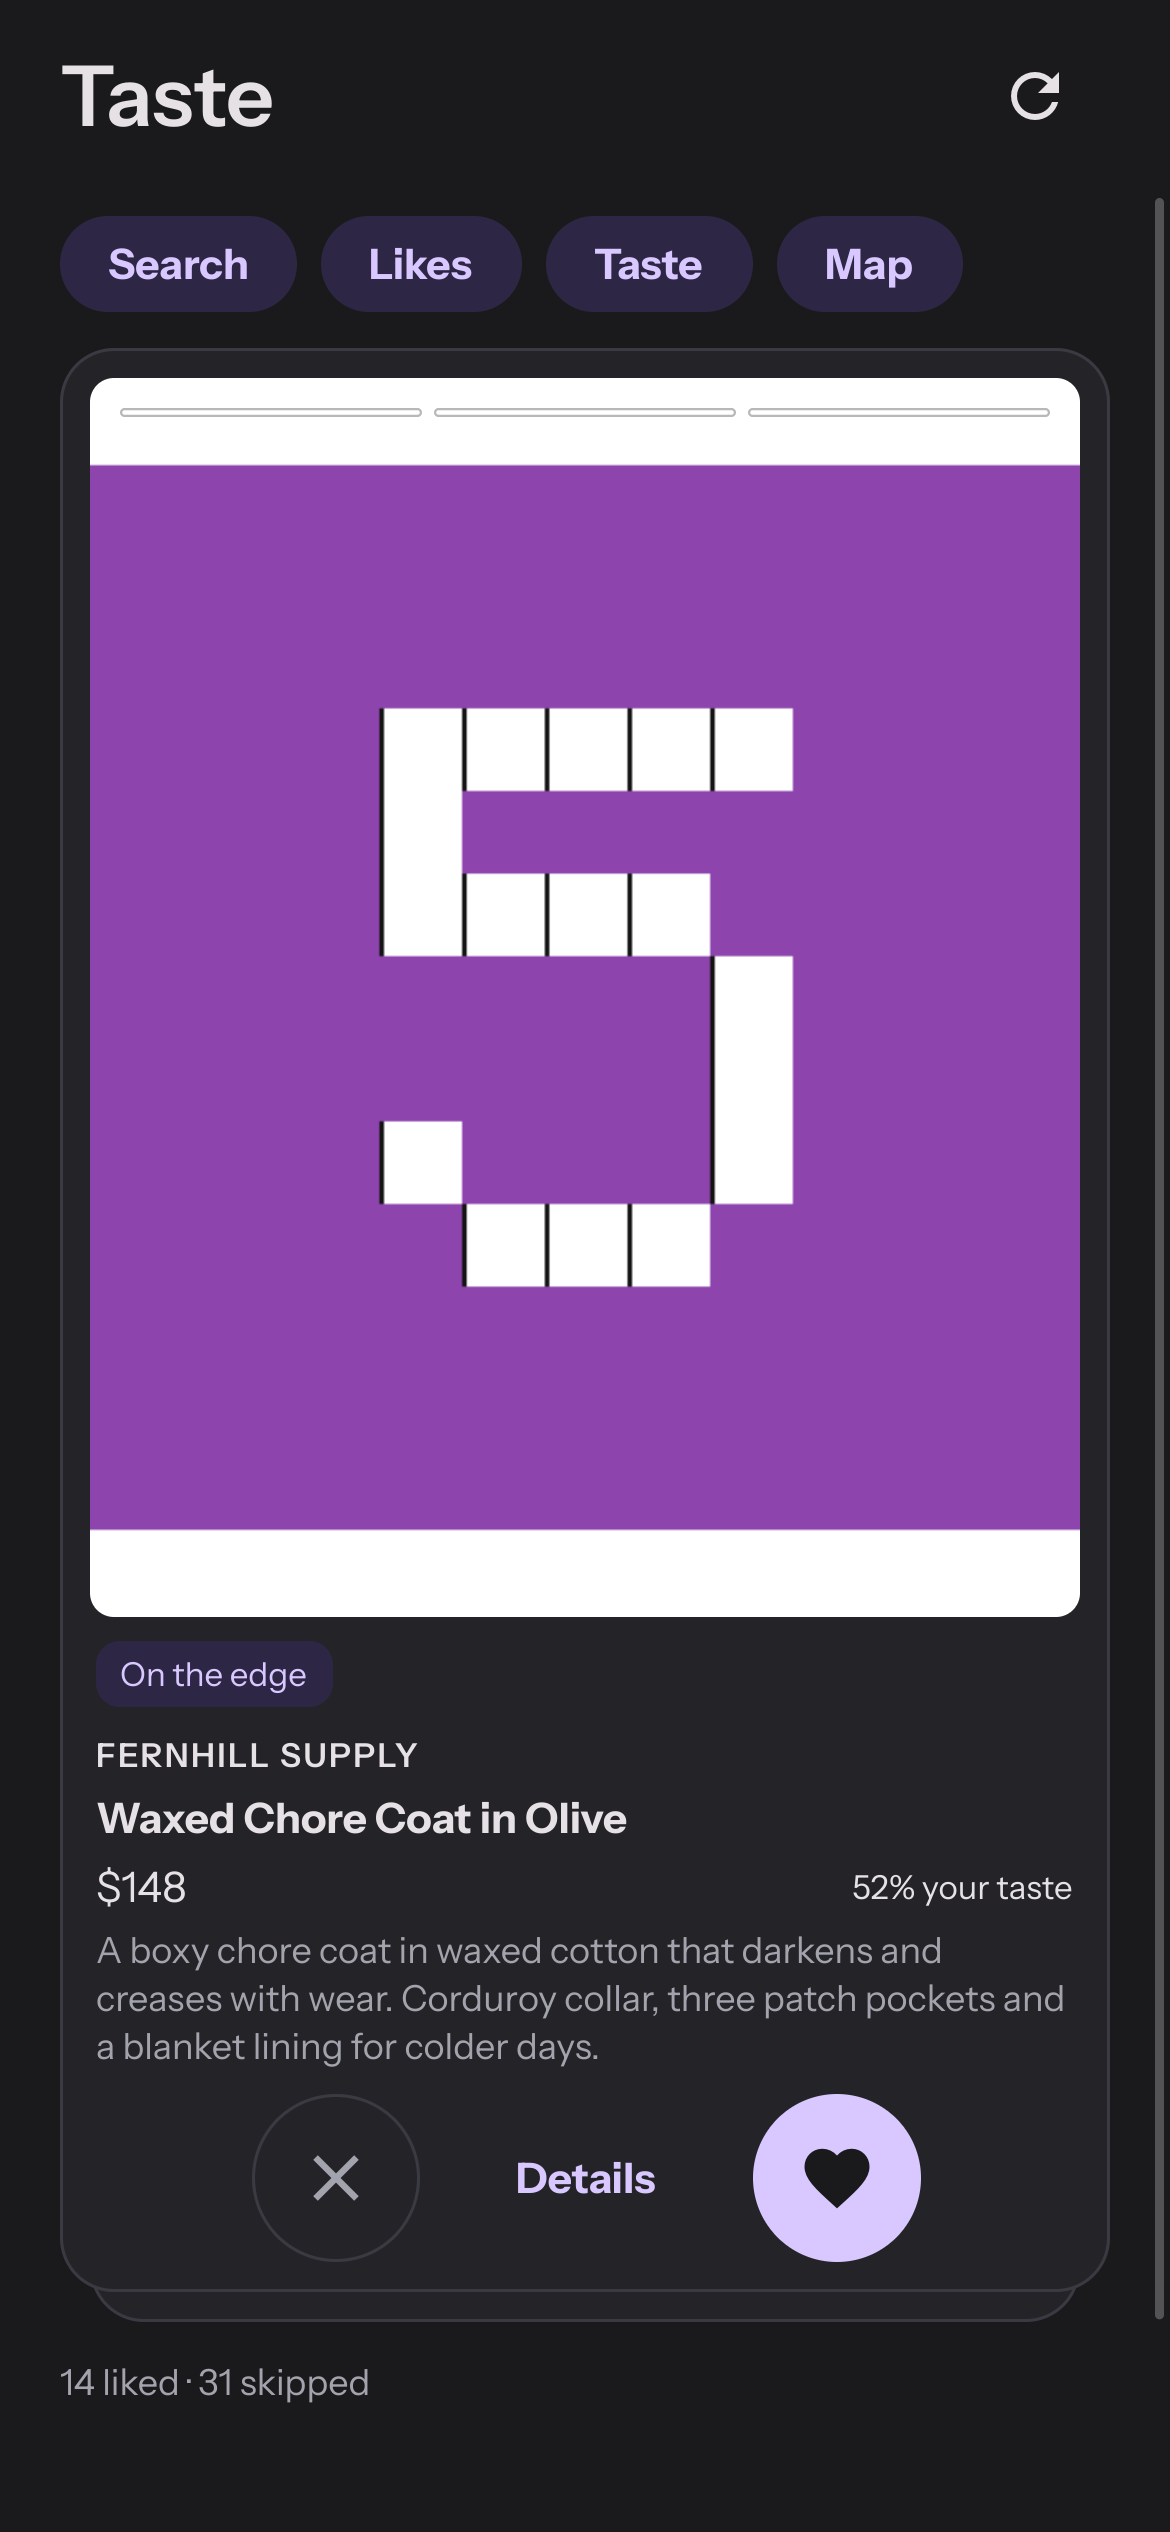 Taste
Search
Likes
Taste
Map
5
On the edge
FERNHILL SUPPLY
Waxed Chore Coat in Olive
$148
52% your taste
A boxy chore coat in waxed cotton that darkens and
creases with wear. Corduroy collar, three patch pockets and
a blanket lining for colder days.
Details
14 liked · 31 skipped